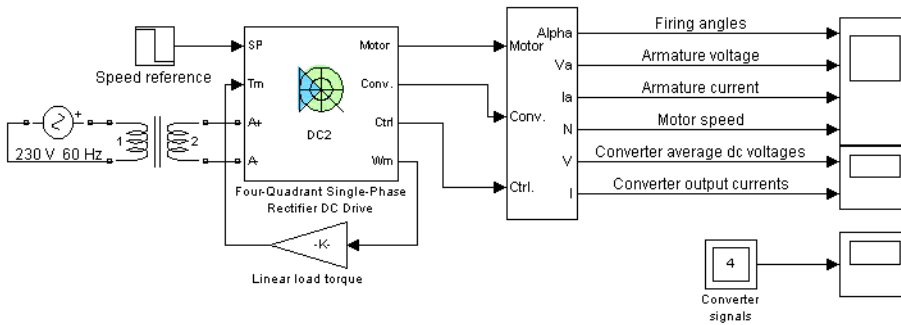 Speed reference
SP
Tm
A+
A-
Motor
Conv.
Ctrl
Wm
DC2
Four-Quadrant Single-Phase
Rectifier DC Drive
230 V 60 Hz
+
1
2
-K-
Linear load torque
Motor
Conv.
Ctrl.
Alpha
Va
Ia
N
V
I
Firing angles
Armature voltage
Armature current
Motor speed
Converter average dc voltages
Converter output currents
4
Converter
signals